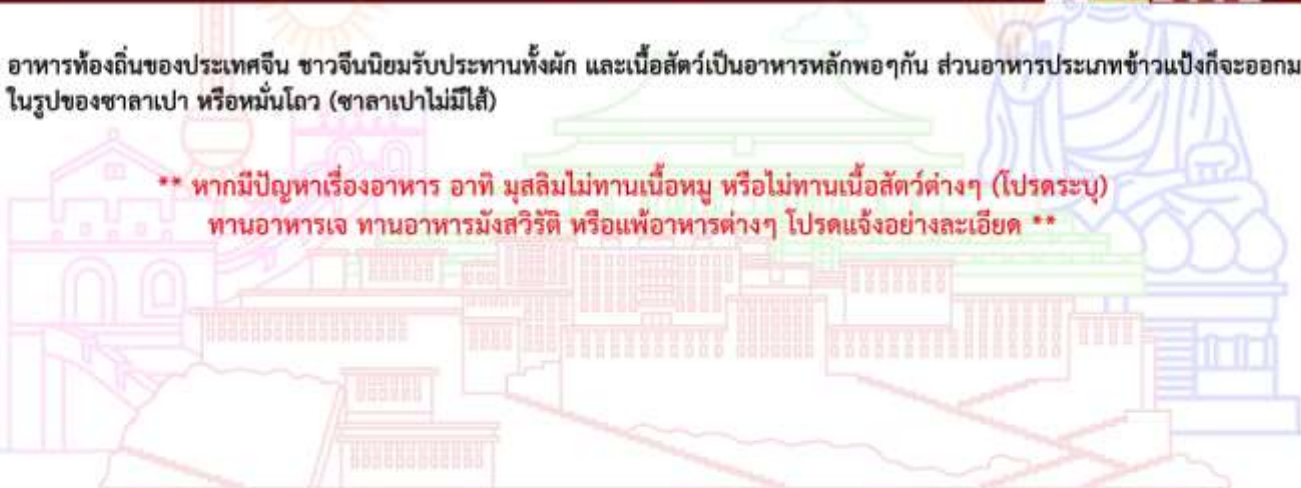 อาหารท้องถิ่นของประเทศจีน ชาวจีนนิยมรับประทานทั้งผัก และเนื้อสัตว์เป็นอาหารหลักพอๆกัน ส่วนอาหารประเภทข้าวแป้งก็จะออกม
ในรูปของซาลาเปา หรือหมั่นโถว (ซาลาเปาไม่มีไส้)
** หากมีปัญหาเรื่องอาหาร อาทิ มุสลิมไม่ทานเนื้อหมู หรือไม่ทานเนื้อสัตว์ต่างๆ (โปรดระบุ)
ทานอาหารเจ ทานอาหารมังสวิรัติ หรือแพ้อาหารต่างๆ โปรดแจ้งอย่างละเอียด **